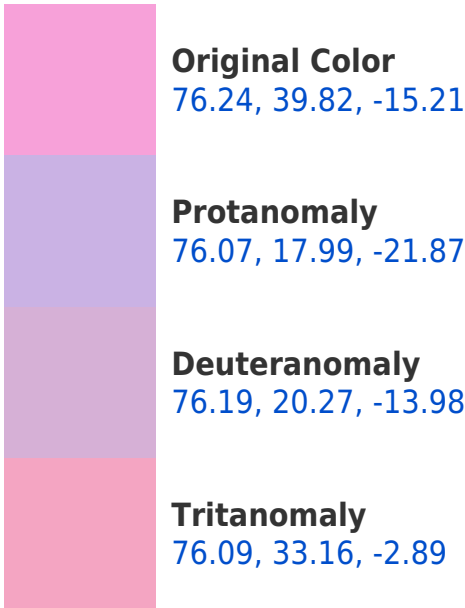 Original Color
76.24, 39.82, -15.21
Protanomaly
76.07, 17.99, -21.87
Deuteranomaly
76.19, 20.27, -13.98
Tritanomaly
76.09, 33.16, -2.89